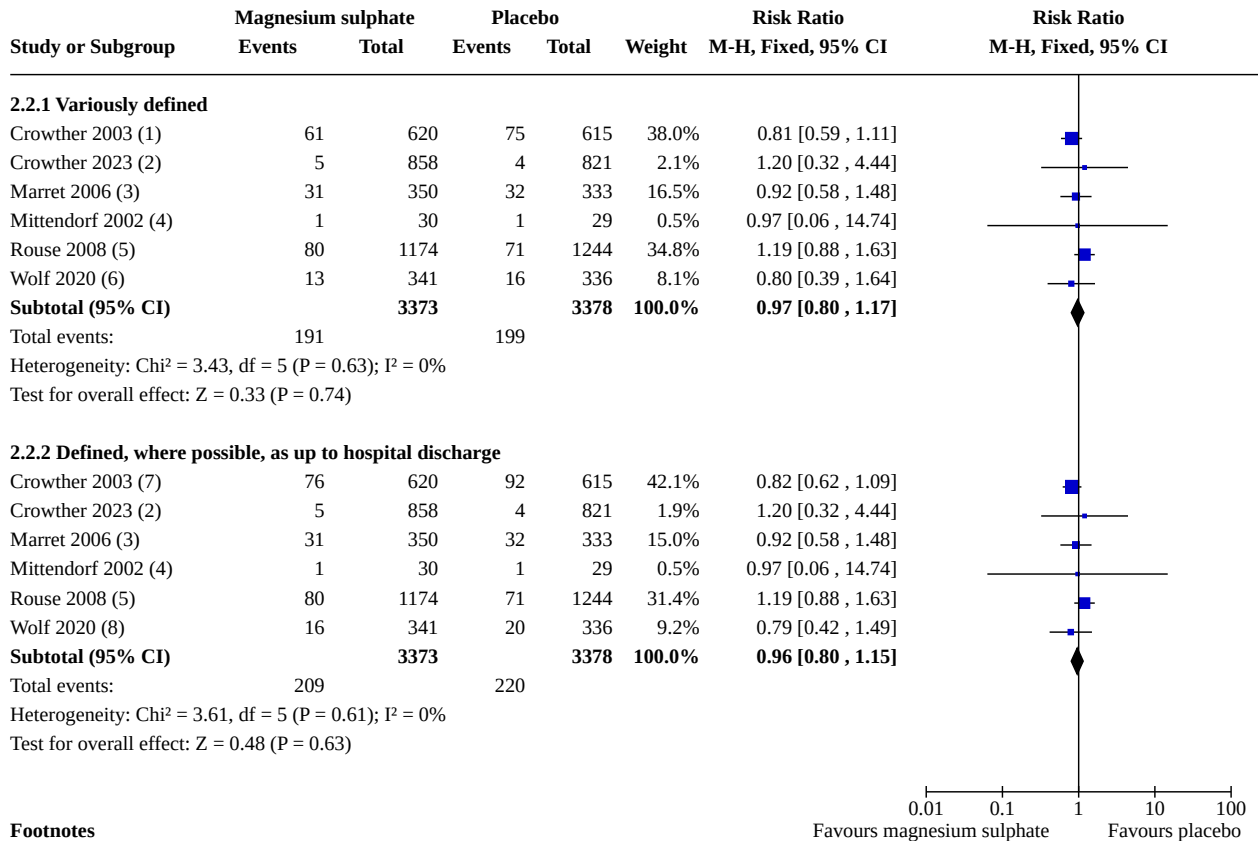 Magnesium sulphate Placebo Risk Ratio Risk Ratio
Study or Subgroup Events Total Events Total Weight M-H, Fixed, 95% CI M-H, Fixed, 95% CI
2.2.1 Variously defined
Crowther 2003 (1) 61 620 75 615 38.0% 0.81 [0.59 , 1.11]
Crowther 2023 (2) 5 858 4 821 2.1% 1.20 [0.32 , 4.44]
Marret 2006 (3) 31 350 32 333 16.5% 0.92 [0.58 , 1.48]
Mittendorf 2002 (4) 1 30 1 29 0.5% 0.97 [0.06 , 14.74]
Rouse 2008 (5) 80 1174 71 1244 34.8% 1.19 [0.88 , 1.63]
Wolf 2020 (6) 13 341 16 336 8.1% 0.80 [0.39 , 1.64]
Subtotal (95% CI) 3373 3378 100.0% 0.97 [0.80 , 1.17]
Total events: 191 199
Heterogeneity: Chi² = 3.43, df = 5 (P = 0.63); I² = 0%
Test for overall effect: Z = 0.33 (P = 0.74)
2.2.2 Defined, where possible, as up to hospital discharge
Crowther 2003 (7) 76 620 92 615 42.1% 0.82 [0.62 , 1.09]
Crowther 2023 (2) 5 858 4 821 1.9% 1.20 [0.32 , 4.44]
Marret 2006 (3) 31 350 32 333 15.0% 0.92 [0.58 , 1.48]
Mittendorf 2002 (4) 1 30 1 29 0.5% 0.97 [0.06 , 14.74]
Rouse 2008 (5) 80 1174 71 1244 31.4% 1.19 [0.88 , 1.63]
Wolf 2020 (8) 16 341 20 336 9.2% 0.79 [0.42 , 1.49]
Subtotal (95% CI) 3373 3378 100.0% 0.96 [0.80 , 1.15]
Total events: 209 220
Heterogeneity: Chi² = 3.61, df = 5 (P = 0.61); I² = 0%
Test for overall effect: Z = 0.48 (P = 0.63)
0.01 0.1 1 10 100
Footnotes Favours magnesium sulphate Favours placebo